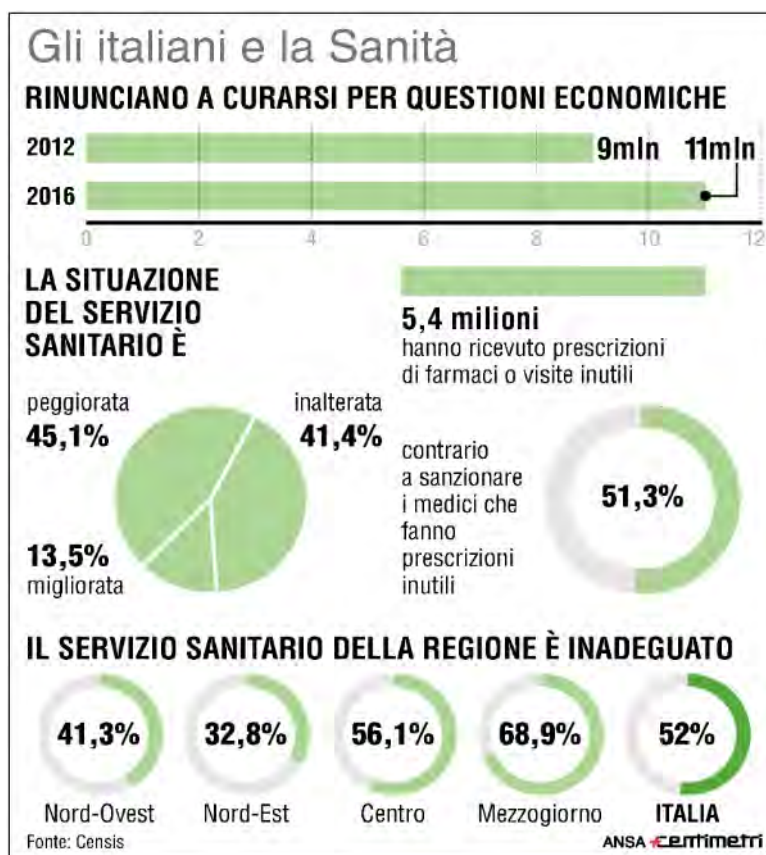 Gli italiani e la Sanità
RINUNCIANO A CURARSI PER QUESTIONI ECONOMICHE
2012
9mln
11mln
2016
0 2 4 6 8 10 12
LA SITUAZIONE
DEL SERVIZIO
SANITARIO È
5,4 milioni
hanno ricevuto prescrizioni
di farmaci o visite inutili
peggiorata
45,1%
inalterata
41,4%
13,5%
migliorata
contrario
a sanzionare
i medici che
fanno
prescrizioni
inutili
51,3%
IL SERVIZIO SANITARIO DELLA REGIONE È INADEGUATO
41,3%
32,8%
56,1%
68,9%
52%
Nord-Ovest
Nord-Est
Centro
Mezzogiorno
ITALIA
Fonte: Censis
ANSA centimetri